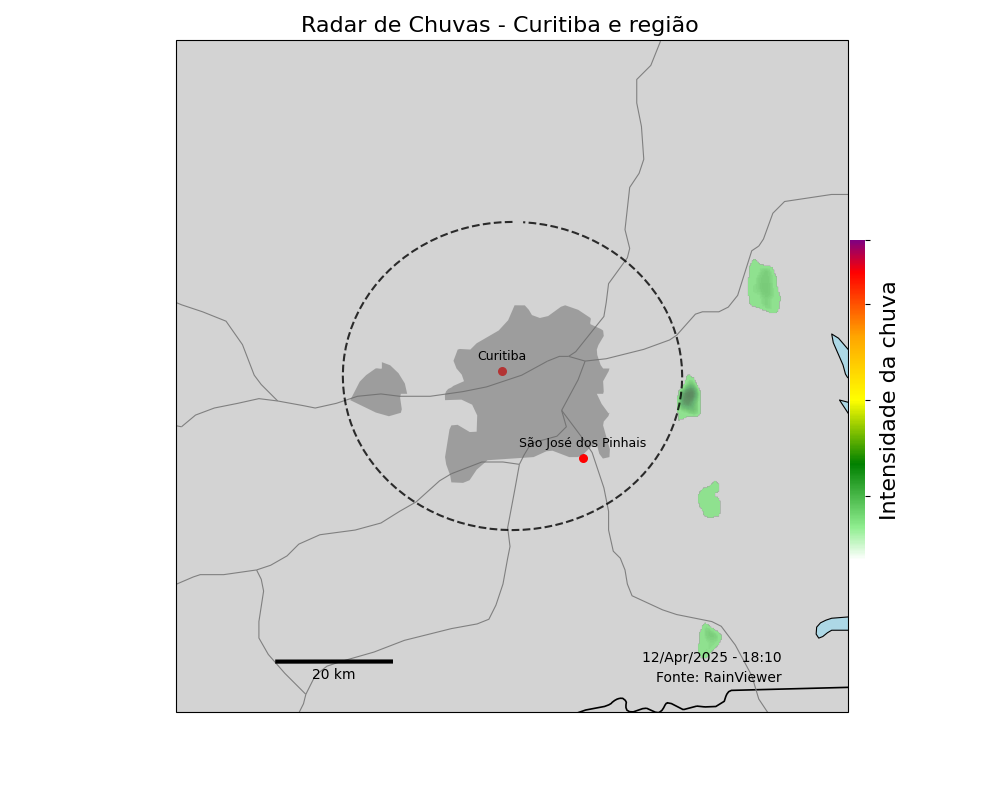 Radar de Chuvas - Curitiba e região
Curitiba
São José dos Pinhais
Intensidade da chuva
12/Apr/2025 - 18:10
20 km
Fonte: RainViewer